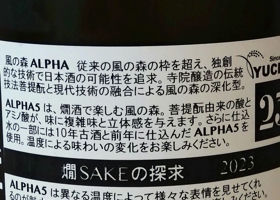 風の森 ALPHA 従来の風の森の枠を超え、独創
的な技術で日本酒の可能性を追求。寺院醸造の伝統
技法菩提酛と現代技術の融合による風の森の深化型。
ALPHA5 は、燗酒で楽しむ風の森。菩提酛由来の酸と
アミノ酸が、味に複雑味と立体感を与えます。さらに仕込
水の一部には10年古酒と前年に仕込んだ ALPHA5 を
使用。温度による味わいの変化をお楽しみください。
燗SAKEの探求 2023
ALPHA5 は異なる温度によって様々な表情を見せてくれ
Since
YUCH